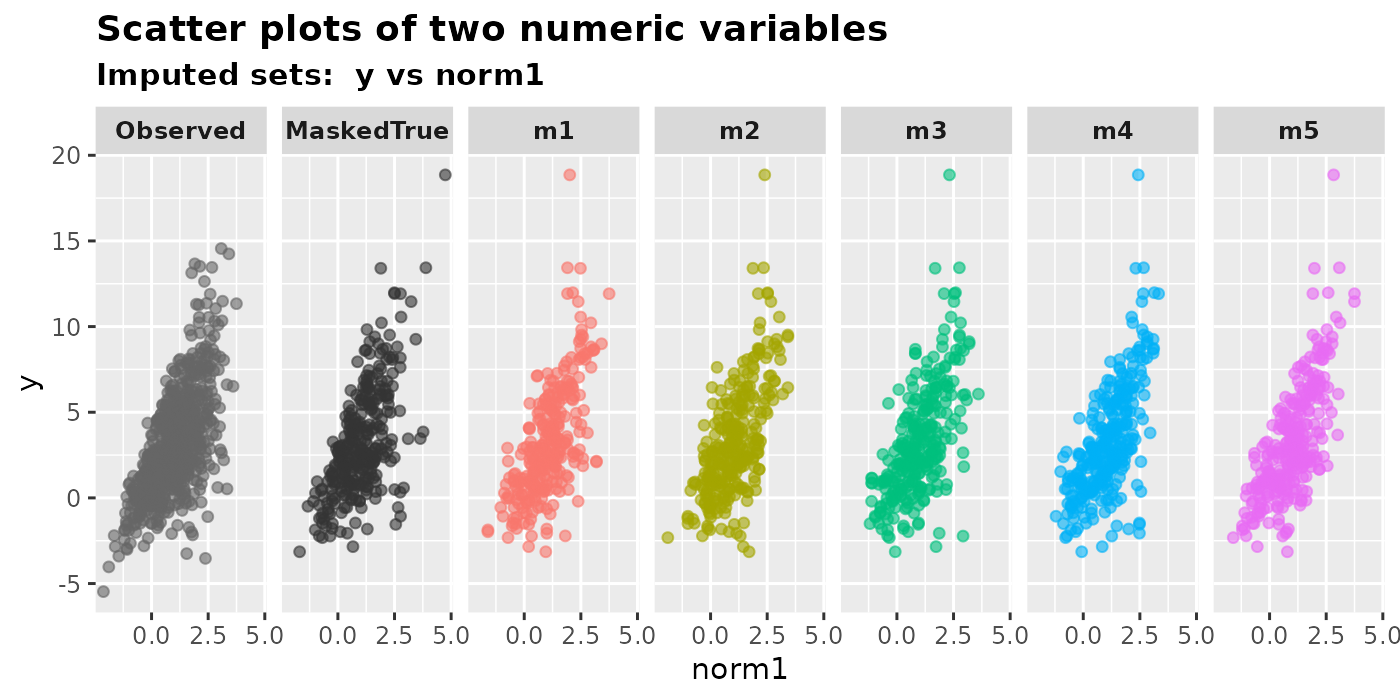 Scatter plots of two numeric variables
Imputed sets:  y vs norm1
Observed MaskedTrue m1 m2 m3 m4 m5
20
15
10
5
0
-5
y
0.0 2.5 5.0 0.0 2.5 5.0 0.0 2.5 5.0 0.0 2.5 5.0 0.0 2.5 5.0 0.0 2.5 5.0 0.0 2.5 5.0
norm1